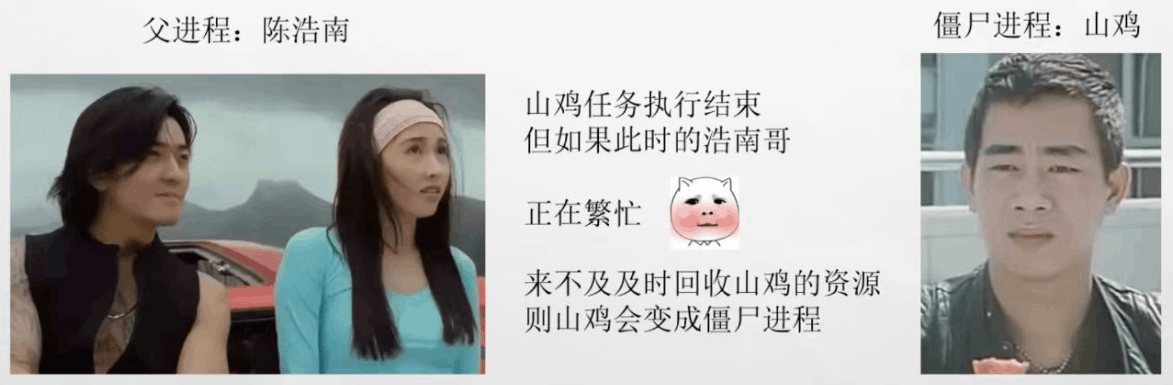 父进程：陈浩南
僵尸进程：山鸡
山鸡任务执行结束
但如果此时的浩南哥
正在繁忙
来不及及时回收山鸡的资源
则山鸡会变成僵尸进程